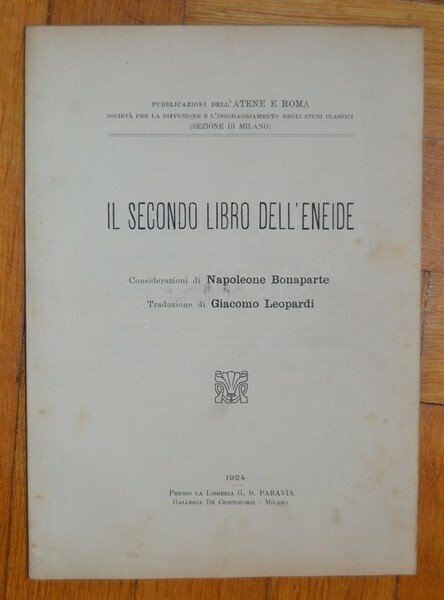 PUBBLICAZIONI DELL'ATENE E ROMA
SOCIETÀ PER LA DIFFUSIONE E L'INCORAGGIAMENTO DEGLI STUDI CLASSICI
(SEZIONE DI MILANO)
IL SECONDO LIBRO DELL'ENEIDE
Considerazioni di Napoleone Bonaparte
Traduzione di Giacomo Leopardi
1924
PRESSO LA LIBRERIA G. B. PARAVIA
GALLERIA DE CRISTOFORIS - MILANO